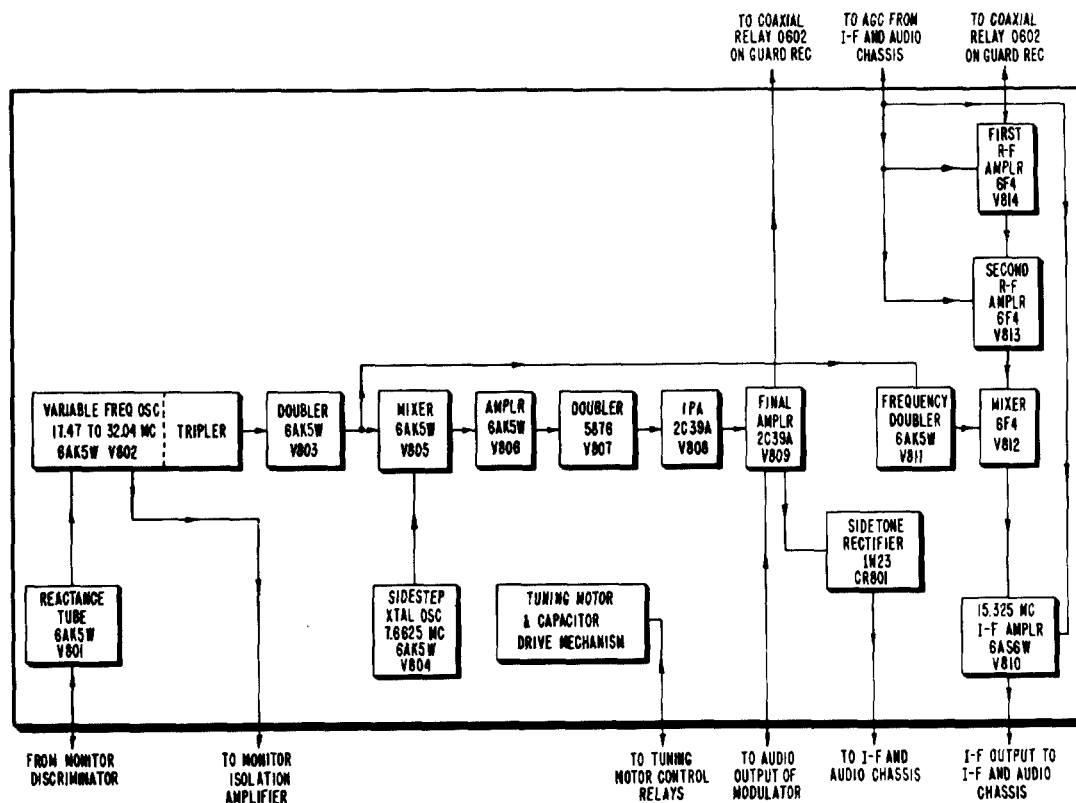 TO COAXIAL
RELAY O602
ON GUARD REC
TO AGC FROM
I-F AND AUDIO
CHASSIS
TO COAXIAL
RELAY O602
ON GUARD REC
FIRST
R-F
AMPLR
6F4
V814
SECOND
R-F
AMPLR
6F4
V813
VARIABLE FREQ OSC
17.47 TO 32.04 MC
6AK5W V802
TRIPLER
DOUBLER
6AK5W
V803
MIXER
6AK5W
V805
AMPLR
6AK5W
V806
DOUBLER
5876
V807
IPA
2C39A
V808
FINAL
AMPLR
2C39A
V809
FREQUENCY
DOUBLER
6AK5W
V811
MIXER
6F4
V812
SIDETONE
RECTIFIER
1N23
CR801
REACTANCE
TUBE
6AK5W
V801
SIDESTEP
XTAL OSC
7.6625 MC
6AK5W
V804
TUNING MOTOR
& CAPACITOR
DRIVE MECHANISM
15.325 MC
I-F AMPLR
6AS6W
V810
FROM MONITOR
DISCRIMINATOR
TO MONITOR
ISOLATION
AMPLIFIER
TO TUNING
MOTOR CONTROL
RELAYS
TO AUDIO
OUTPUT OF
MODULATOR
TO I-F AND
AUDIO CHASSIS
I-F OUTPUT TO
I-F AND AUDIO
CHASSIS